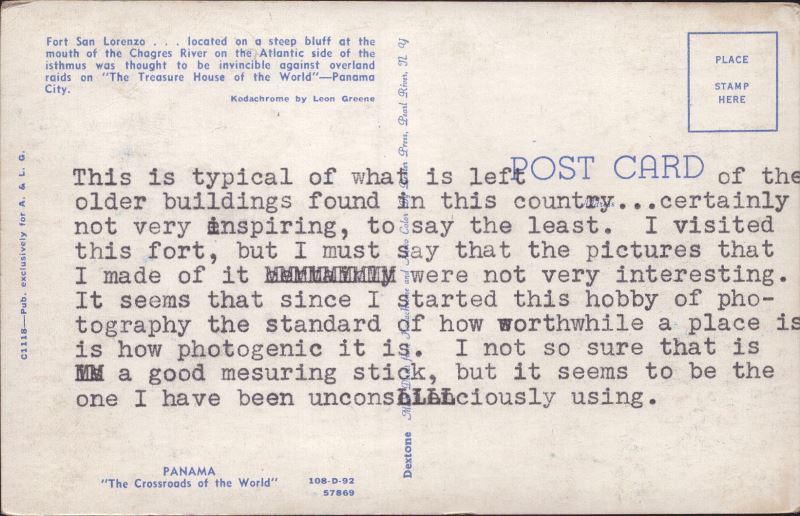 Fort San Lorenzo . . . located on a steep bluff at the
mouth of the Chagres River on the Atlantic side of the
isthmus was thought to be invincible against overland
raids on "The Treasure House of the World"—Panama
City.
Kodachrome by Leon Greene
PLACE
STAMP
HERE
POST CARD
This is typical of what is left of the
older buildings found in this country...certainly
not very inspiring, to say the least. I visited
this fort, but I must say that the pictures that
I made of it were not very interesting.
It seems that since I started this hobby of pho-
tography the standard of how worthwhile a place is
is how photogenic it is. I not so sure that is
a good mesuring stick, but it seems to be the
one I have been unconsciously using.
C1118—Pub. exclusively for A. & L. G.
Dextone
Press, Pearl River, N. Y.
PANAMA
"The Crossroads of the World"
108-D-92
57869